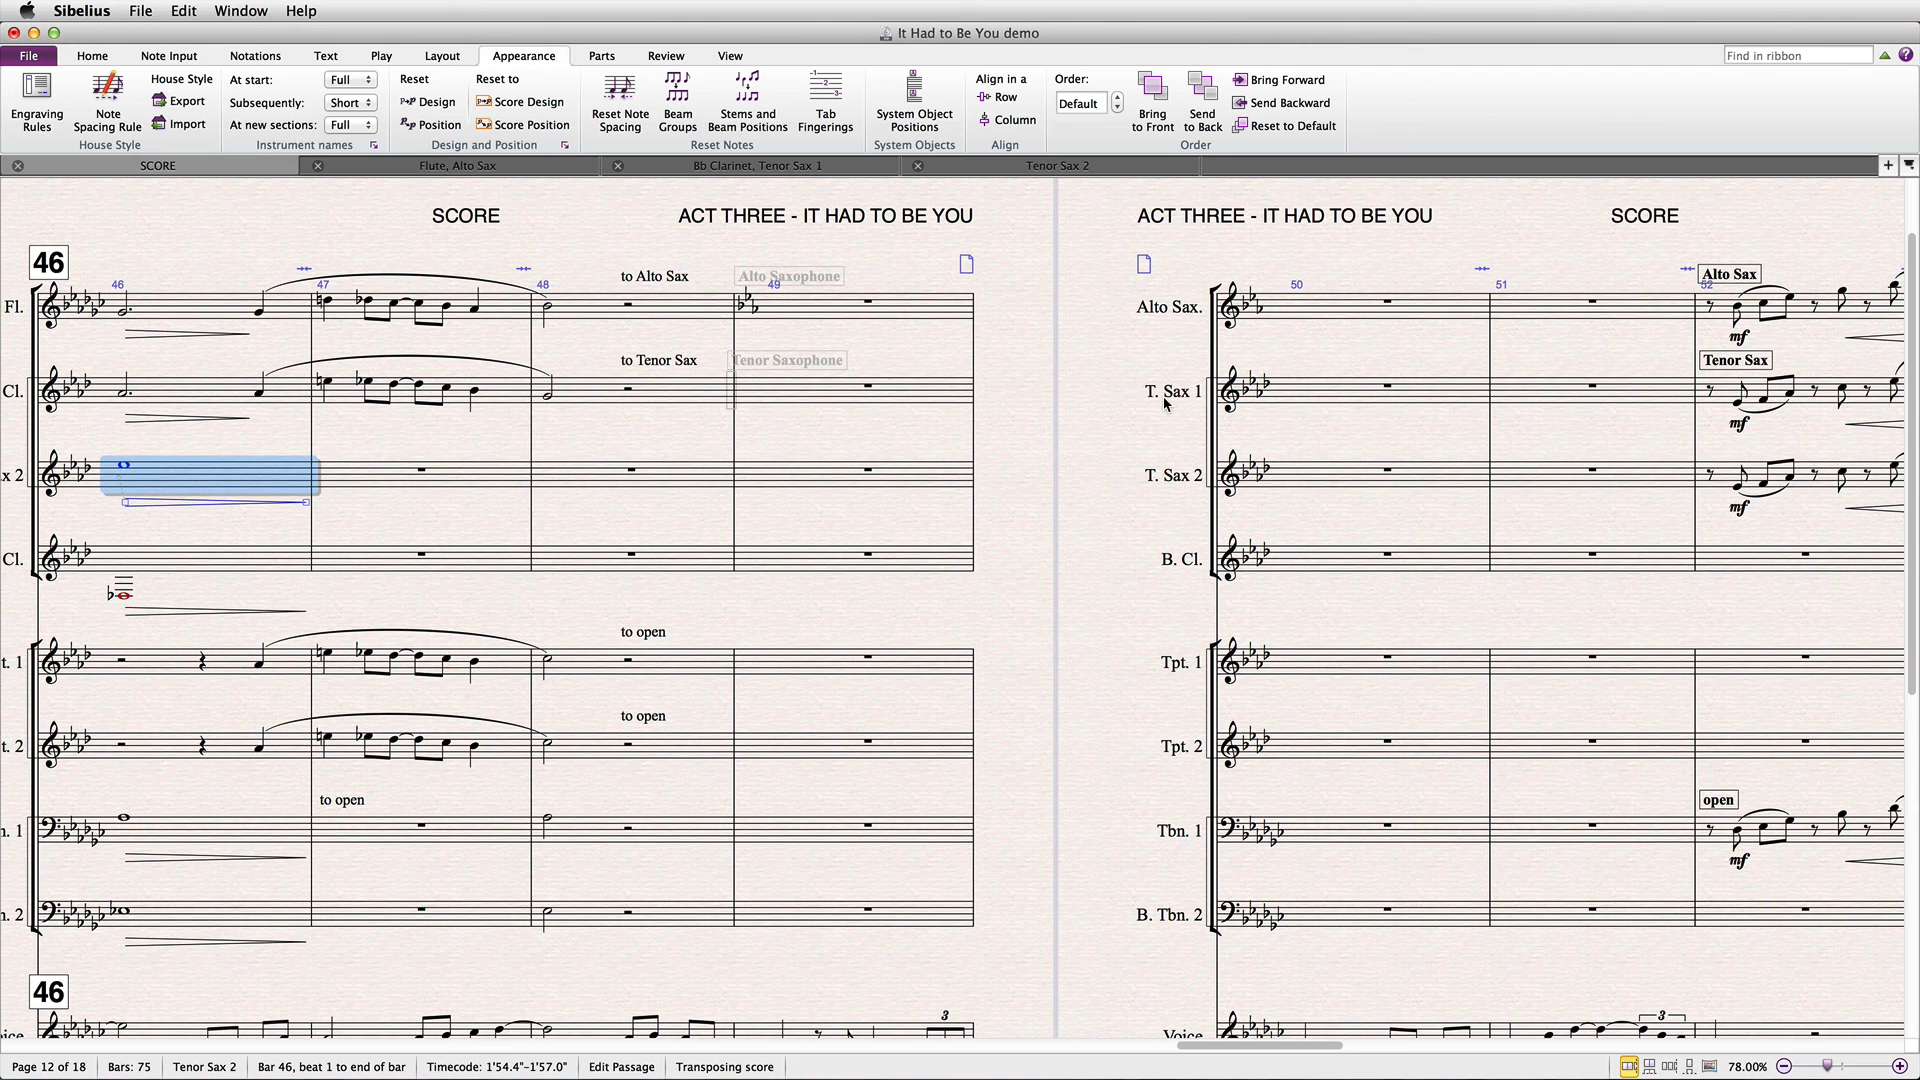 Sibelius File Edit Window Help
It Had to Be You demo
File Home Note Input Notations Text Play Layout Appearance Parts Review View Find in ribbon
Engraving Rules
Note Spacing Rule
House Style
Export
Import
House Style
At start: Full
Subsequently: Short
At new sections: Full
Instrument names
Reset
Design
Position
Reset to
Score Design
Score Position
Design and Position
Reset Note Spacing
Beam Groups
Stems and Beam Positions
Tab Fingerings
Reset Notes
System Object Positions
System Objects
Align in a
Row
Column
Align
Order:
Default
Bring to Front
Send to Back
Bring Forward
Send Backward
Reset to Default
Order
SCORE Flute, Alto Sax Bb Clarinet, Tenor Sax 1 Tenor Sax 2
SCORE ACT THREE - IT HAD TO BE YOU ACT THREE - IT HAD TO BE YOU SCORE
46
46 47 48 49 50 51 52
to Alto Sax Alto Saxophone Alto Sax
Fl. Alto Sax.
mf
to Tenor Sax Tenor Saxophone Tenor Sax
Cl. T. Sax 1
mf
x 2 T. Sax 2
mf
Cl. B. Cl.
to open
t. 1 Tpt. 1
to open
t. 2 Tpt. 2
to open open
n. 1 Tbn. 1
mf
n. 2 B. Tbn. 2
46
3 3
oice Voice
Page 12 of 18 Bars: 75 Tenor Sax 2 Bar 46, beat 1 to end of bar Timecode: 1'54.4"-1'57.0" Edit Passage Transposing score 78.00%